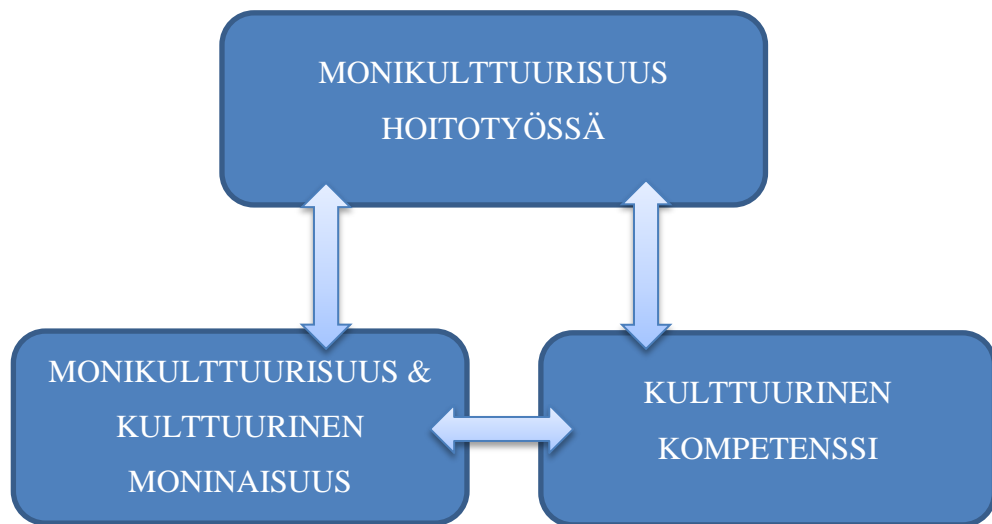 MONIKULTTUURISUUS
HOITOTYÖSSÄ
MONIKULTTUURISUUS &
KULTTUURINEN
MONINAISUUS
KULTTUURINEN
KOMPETENSSI